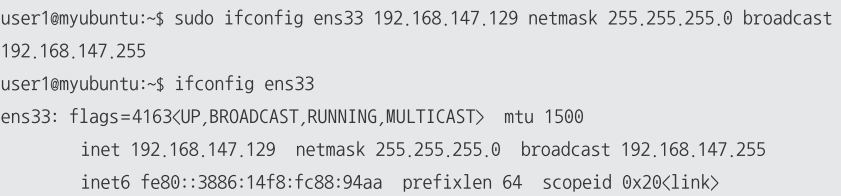 user1@myubuntu:~$ sudo ifconfig ens33 192.168.147.129 netmask 255.255.255.0 broadcast
192.168.147.255
user1@myubuntu:~$ ifconfig ens33
ens33: flags=4163<UP,BROADCAST,RUNNING,MULTICAST>  mtu 1500
        inet 192.168.147.129  netmask 255.255.255.0  broadcast 192.168.147.255
        inet6 fe80::3886:14f8:fc88:94aa  prefixlen 64  scopeid 0x20<link>